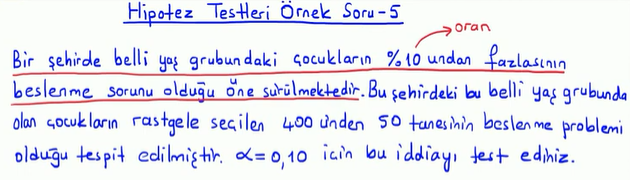 Hipotez Testleri Örnek Soru-5
oran
Bir şehirde belli yaş grubundaki çocukların %10 undan fazlasının
beslenme sorunu olduğu öne sürülmektedir. Bu şehirdeki bu belli yaş grubunda
olan çocukların rastgele seçilen 400 ünden 50 tanesinin beslenme problemi
olduğu tespit edilmiştir. α=0,10 icin bu iddiayı test ediniz.